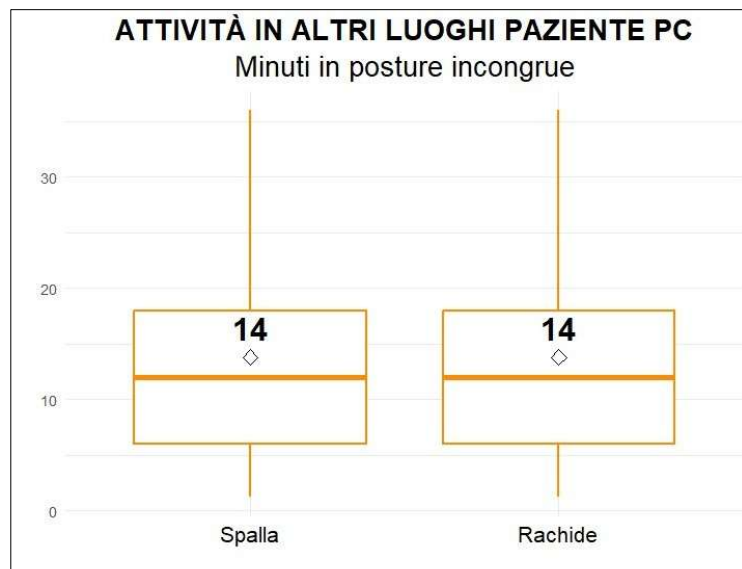 ATTIVITÀ IN ALTRI LUOGHI PAZIENTE PC
Minuti in posture incongrue
30
20
14 14
10
0
Spalla Rachide